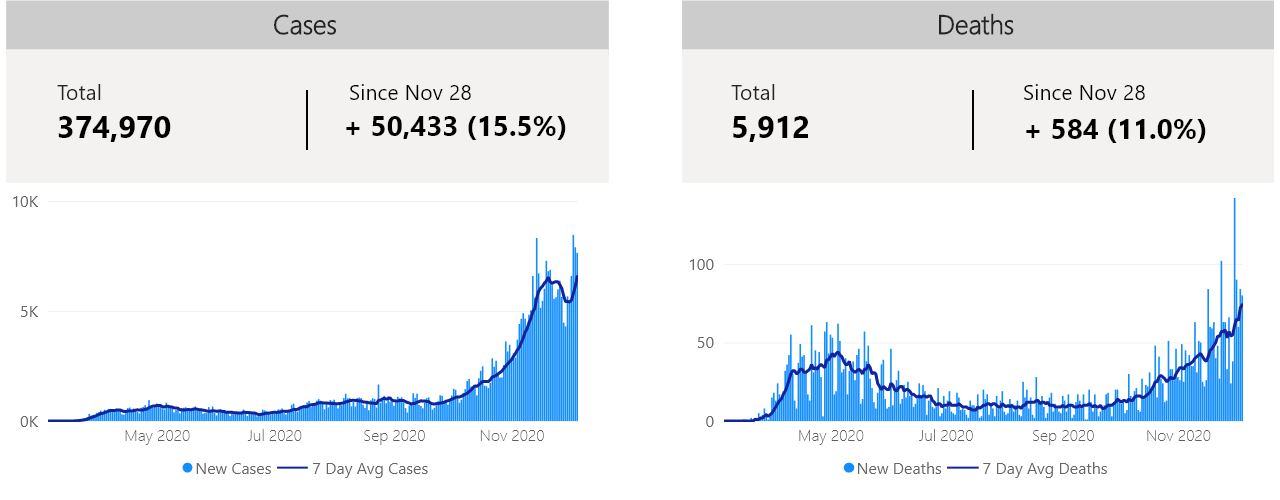 Cases
Total
374,970
Since Nov 28
+ 50,433 (15.5%)
10K
5K
0K
May 2020
Jul 2020
Sep 2020
Nov 2020
New Cases
7 Day Avg Cases
Deaths
Total
5,912
Since Nov 28
+ 584 (11.0%)
100
50
0
May 2020
Jul 2020
Sep 2020
Nov 2020
New Deaths
7 Day Avg Deaths